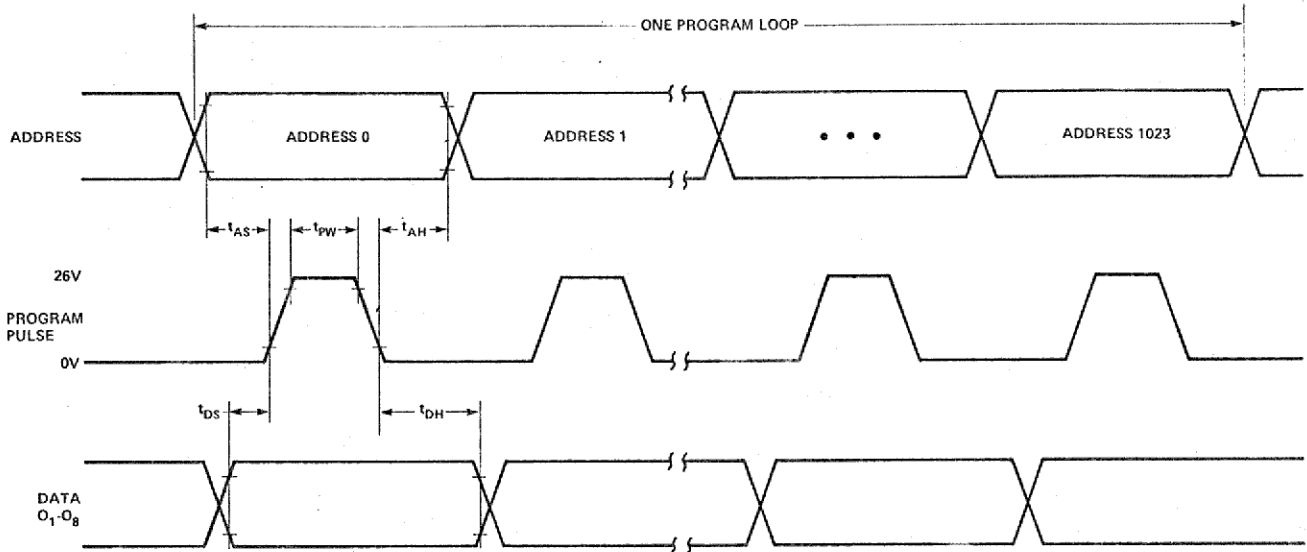 ONE PROGRAM LOOP
ADDRESS
ADDRESS 0
ADDRESS 1
• • •
ADDRESS 1023
tAS
tPW
tAH
26V
PROGRAM
PULSE
0V
tDS
tDH
DATA
O1-O8